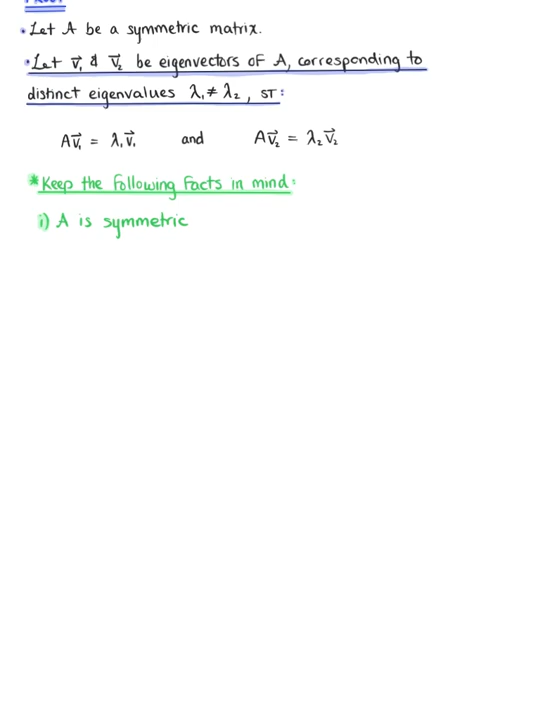 • Let A be a symmetric matrix.
• Let v⃗₁ & v⃗₂ be eigenvectors of A, corresponding to
distinct eigenvalues λ₁ ≠ λ₂, ST:
Av⃗₁ = λ₁v⃗₁ and Av⃗₂ = λ₂v⃗₂
* Keep the Following Facts in mind:
i) A is symmetric